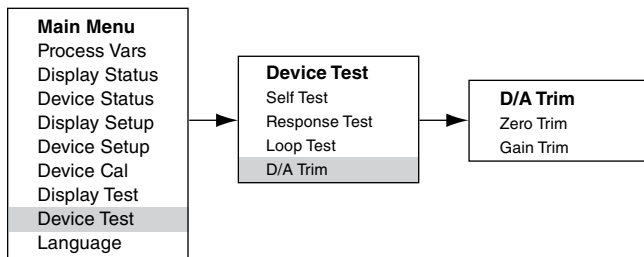 Main Menu
Process Vars
Display Status
Device Status
Display Setup
Device Setup
Device Cal
Display Test
Device Test
Language
Device Test
Self Test
Response Test
Loop Test
D/A Trim
D/A Trim
Zero Trim
Gain Trim